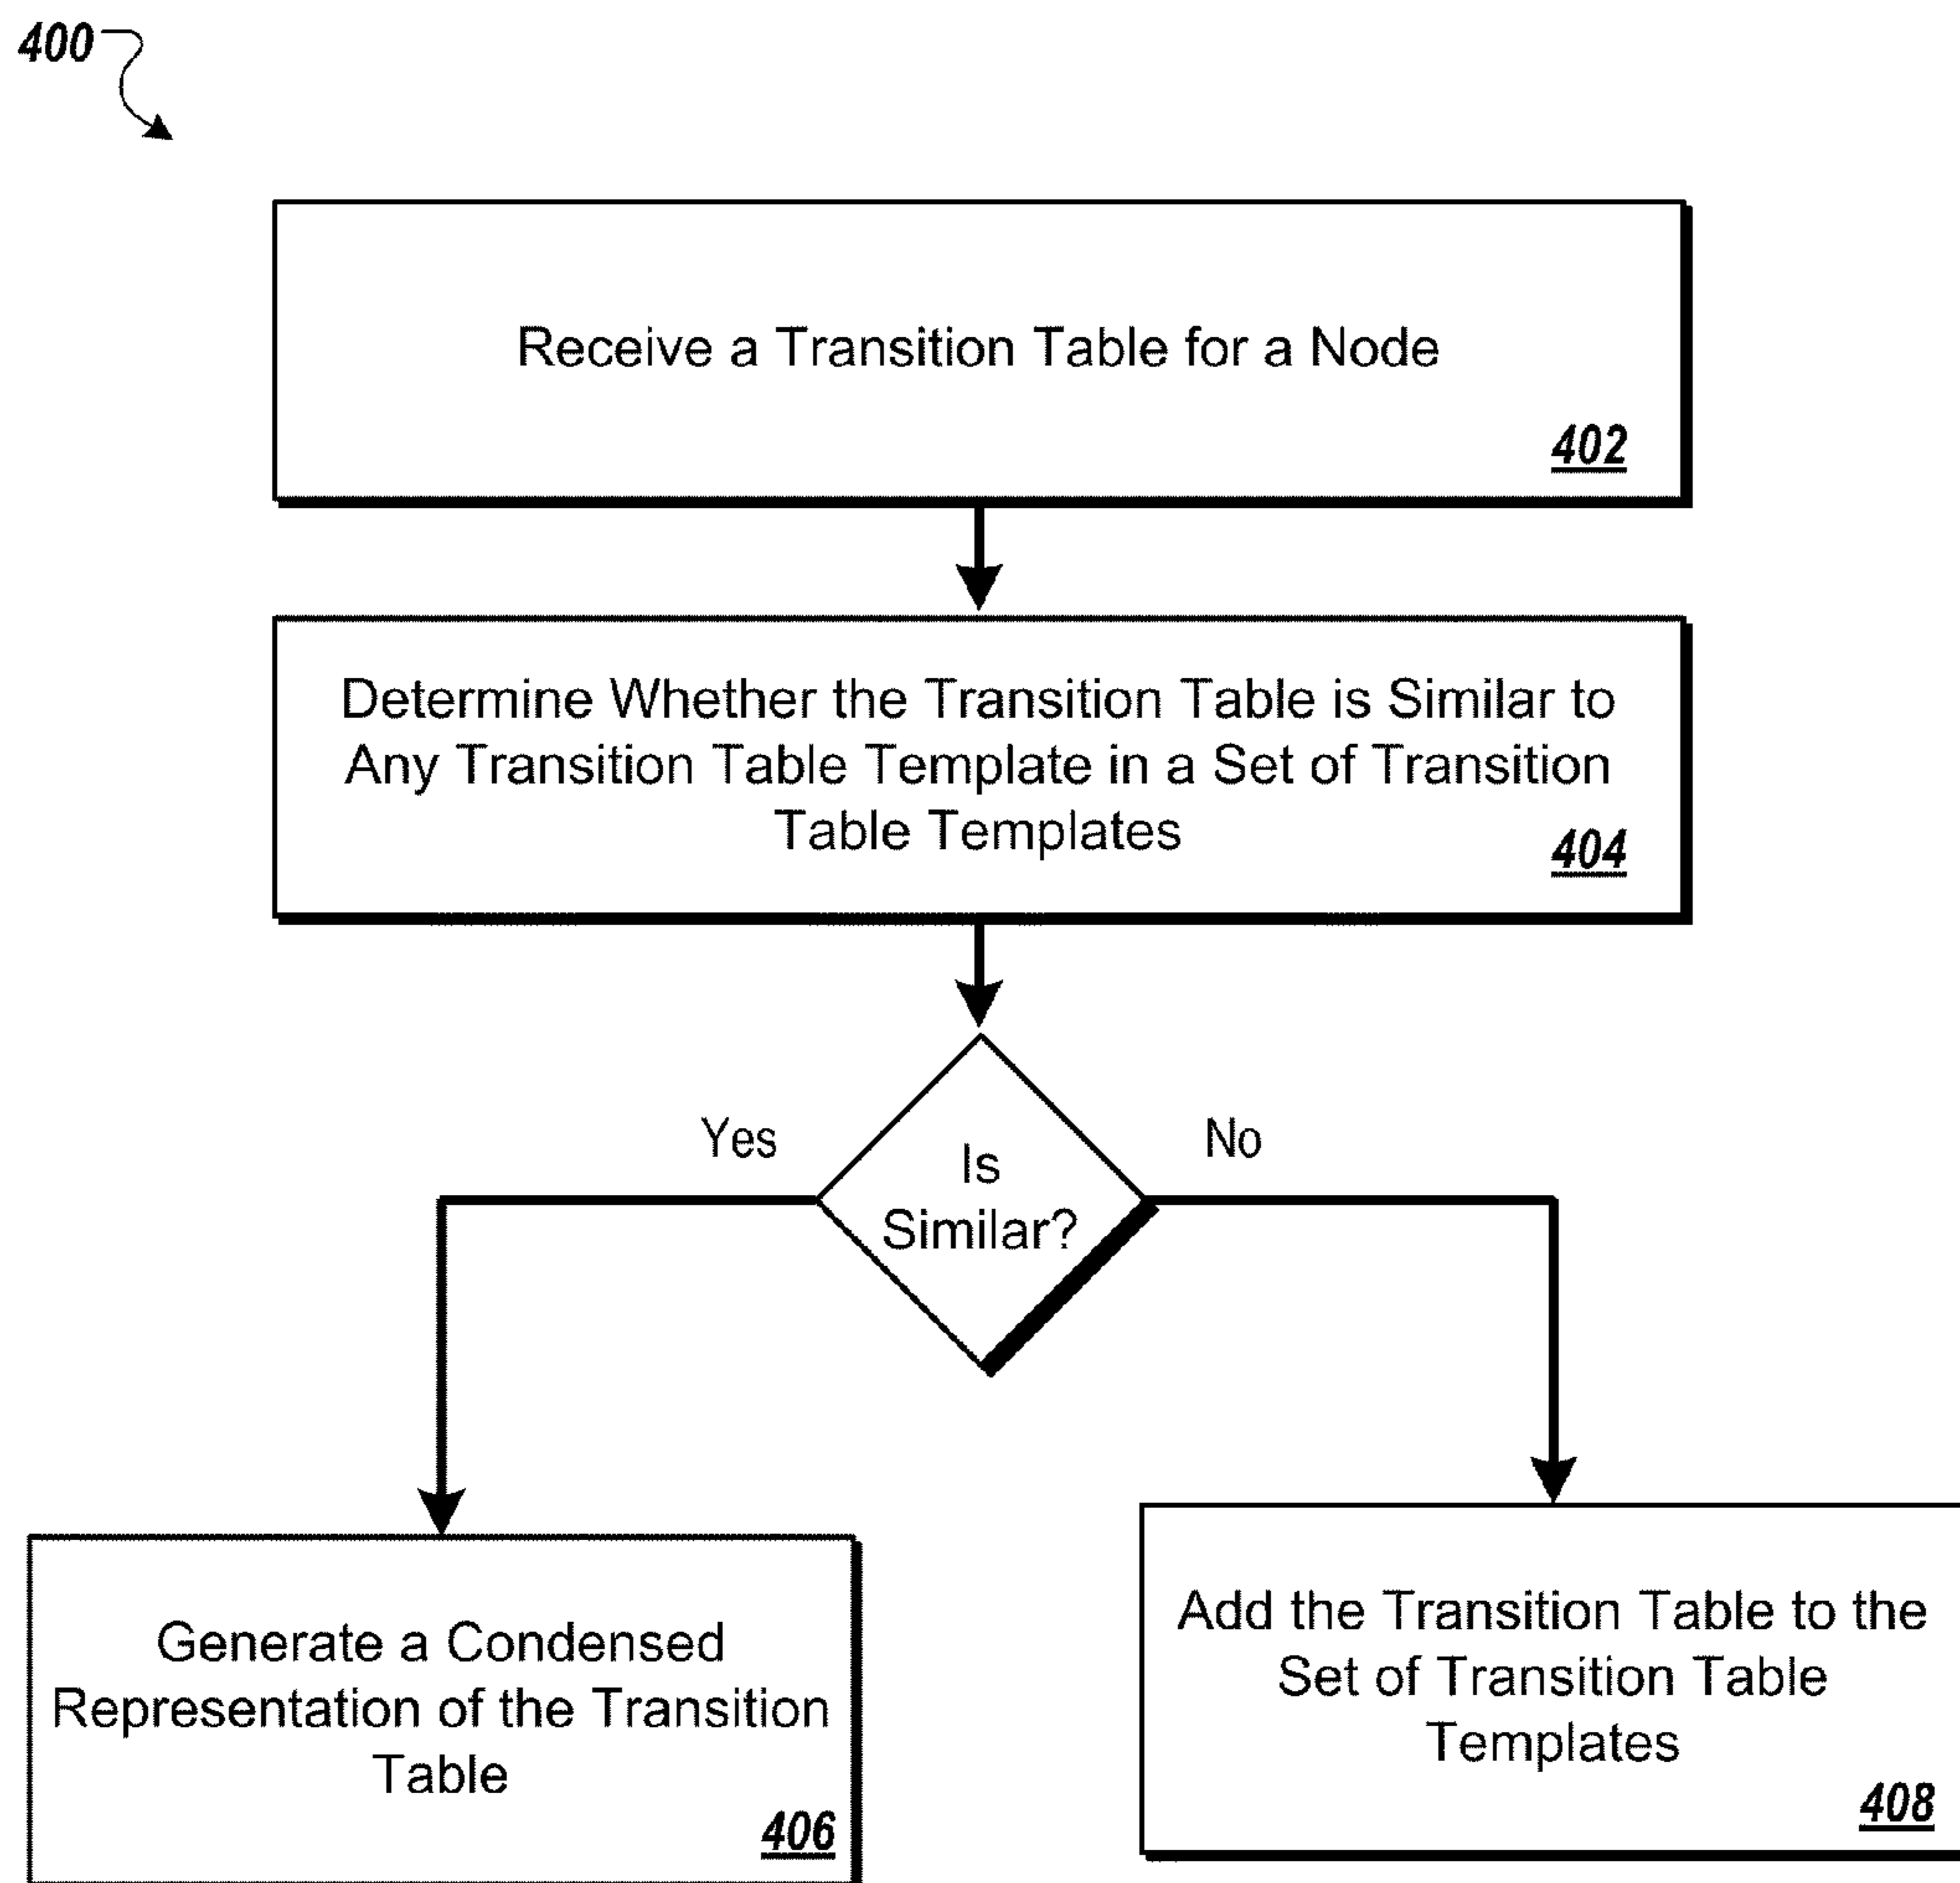 400
Receive a Transition Table for a Node
402
Determine Whether the Transition Table is Similar to
Any Transition Table Template in a Set of Transition
Table Templates
404
Yes
No
Is
Similar?
Generate a Condensed
Representation of the Transition
Table
406
Add the Transition Table to the
Set of Transition Table
Templates
408